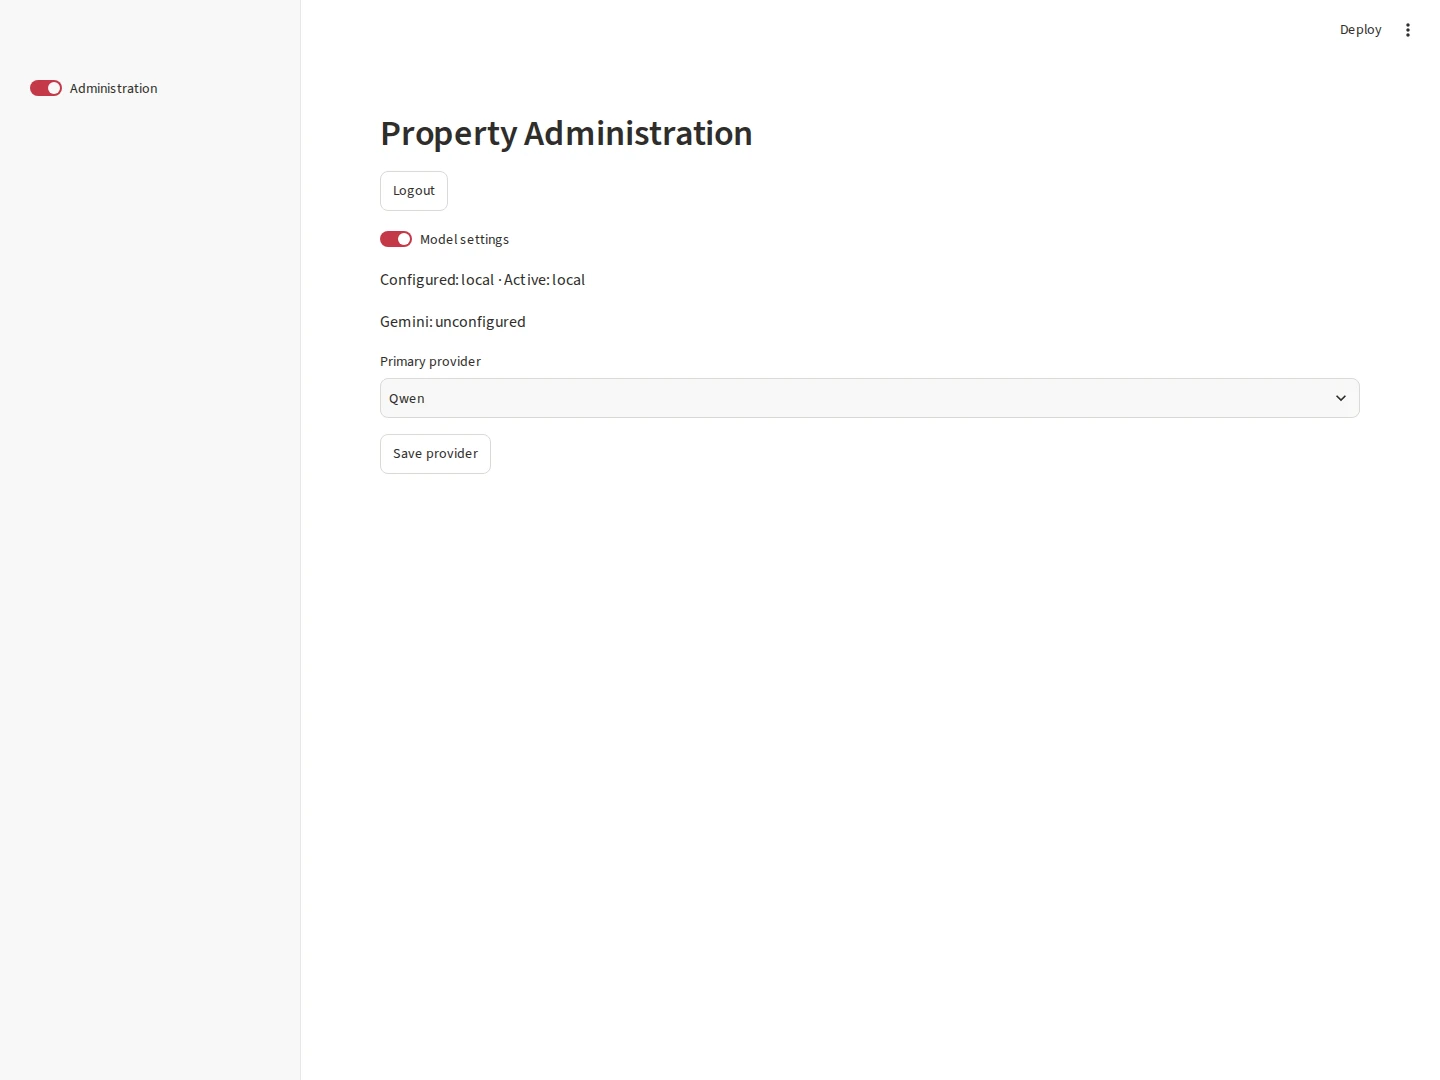 Deploy
Administration
Property Administration
Logout
Model settings
Configured: local · Active: local
Gemini: unconfigured
Primary provider
Qwen
Save provider